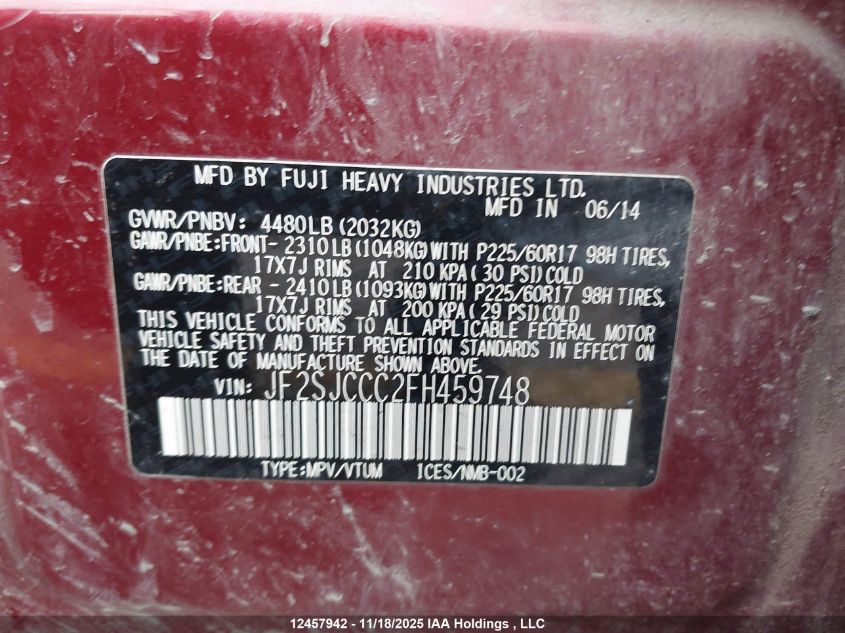 MFD BY FUJI HEAVY INDUSTRIES LTD.
MFD IN 06/14
GVWR/PNBV: 4480LB (2032KG)
GAWR/PNBE:FRONT- 2310 LB (1048KG) WITH P225/60R17 98H TIRES,
17X7J RIMS AT 210 KPA ( 30 PSI) COLD
GAWR/PNBE:REAR - 2410 LB (1093KG) WITH P225/60R17 98H TIRES,
17X7J RIMS AT 200 KPA ( 29 PSI) COLD
THIS VEHICLE CONFORMS TO ALL APPLICABLE FEDERAL MOTOR
VEHICLE SAFETY AND THEFT PREVENTION STANDARDS IN EFFECT ON
THE DATE OF MANUFACTURE SHOWN ABOVE.
VIN: JF2SJCCC2FH459748
TYPE:MPV/VTUM ICES/NMB-002
12457942 - 11/18/2025 IAA Holdings , LLC